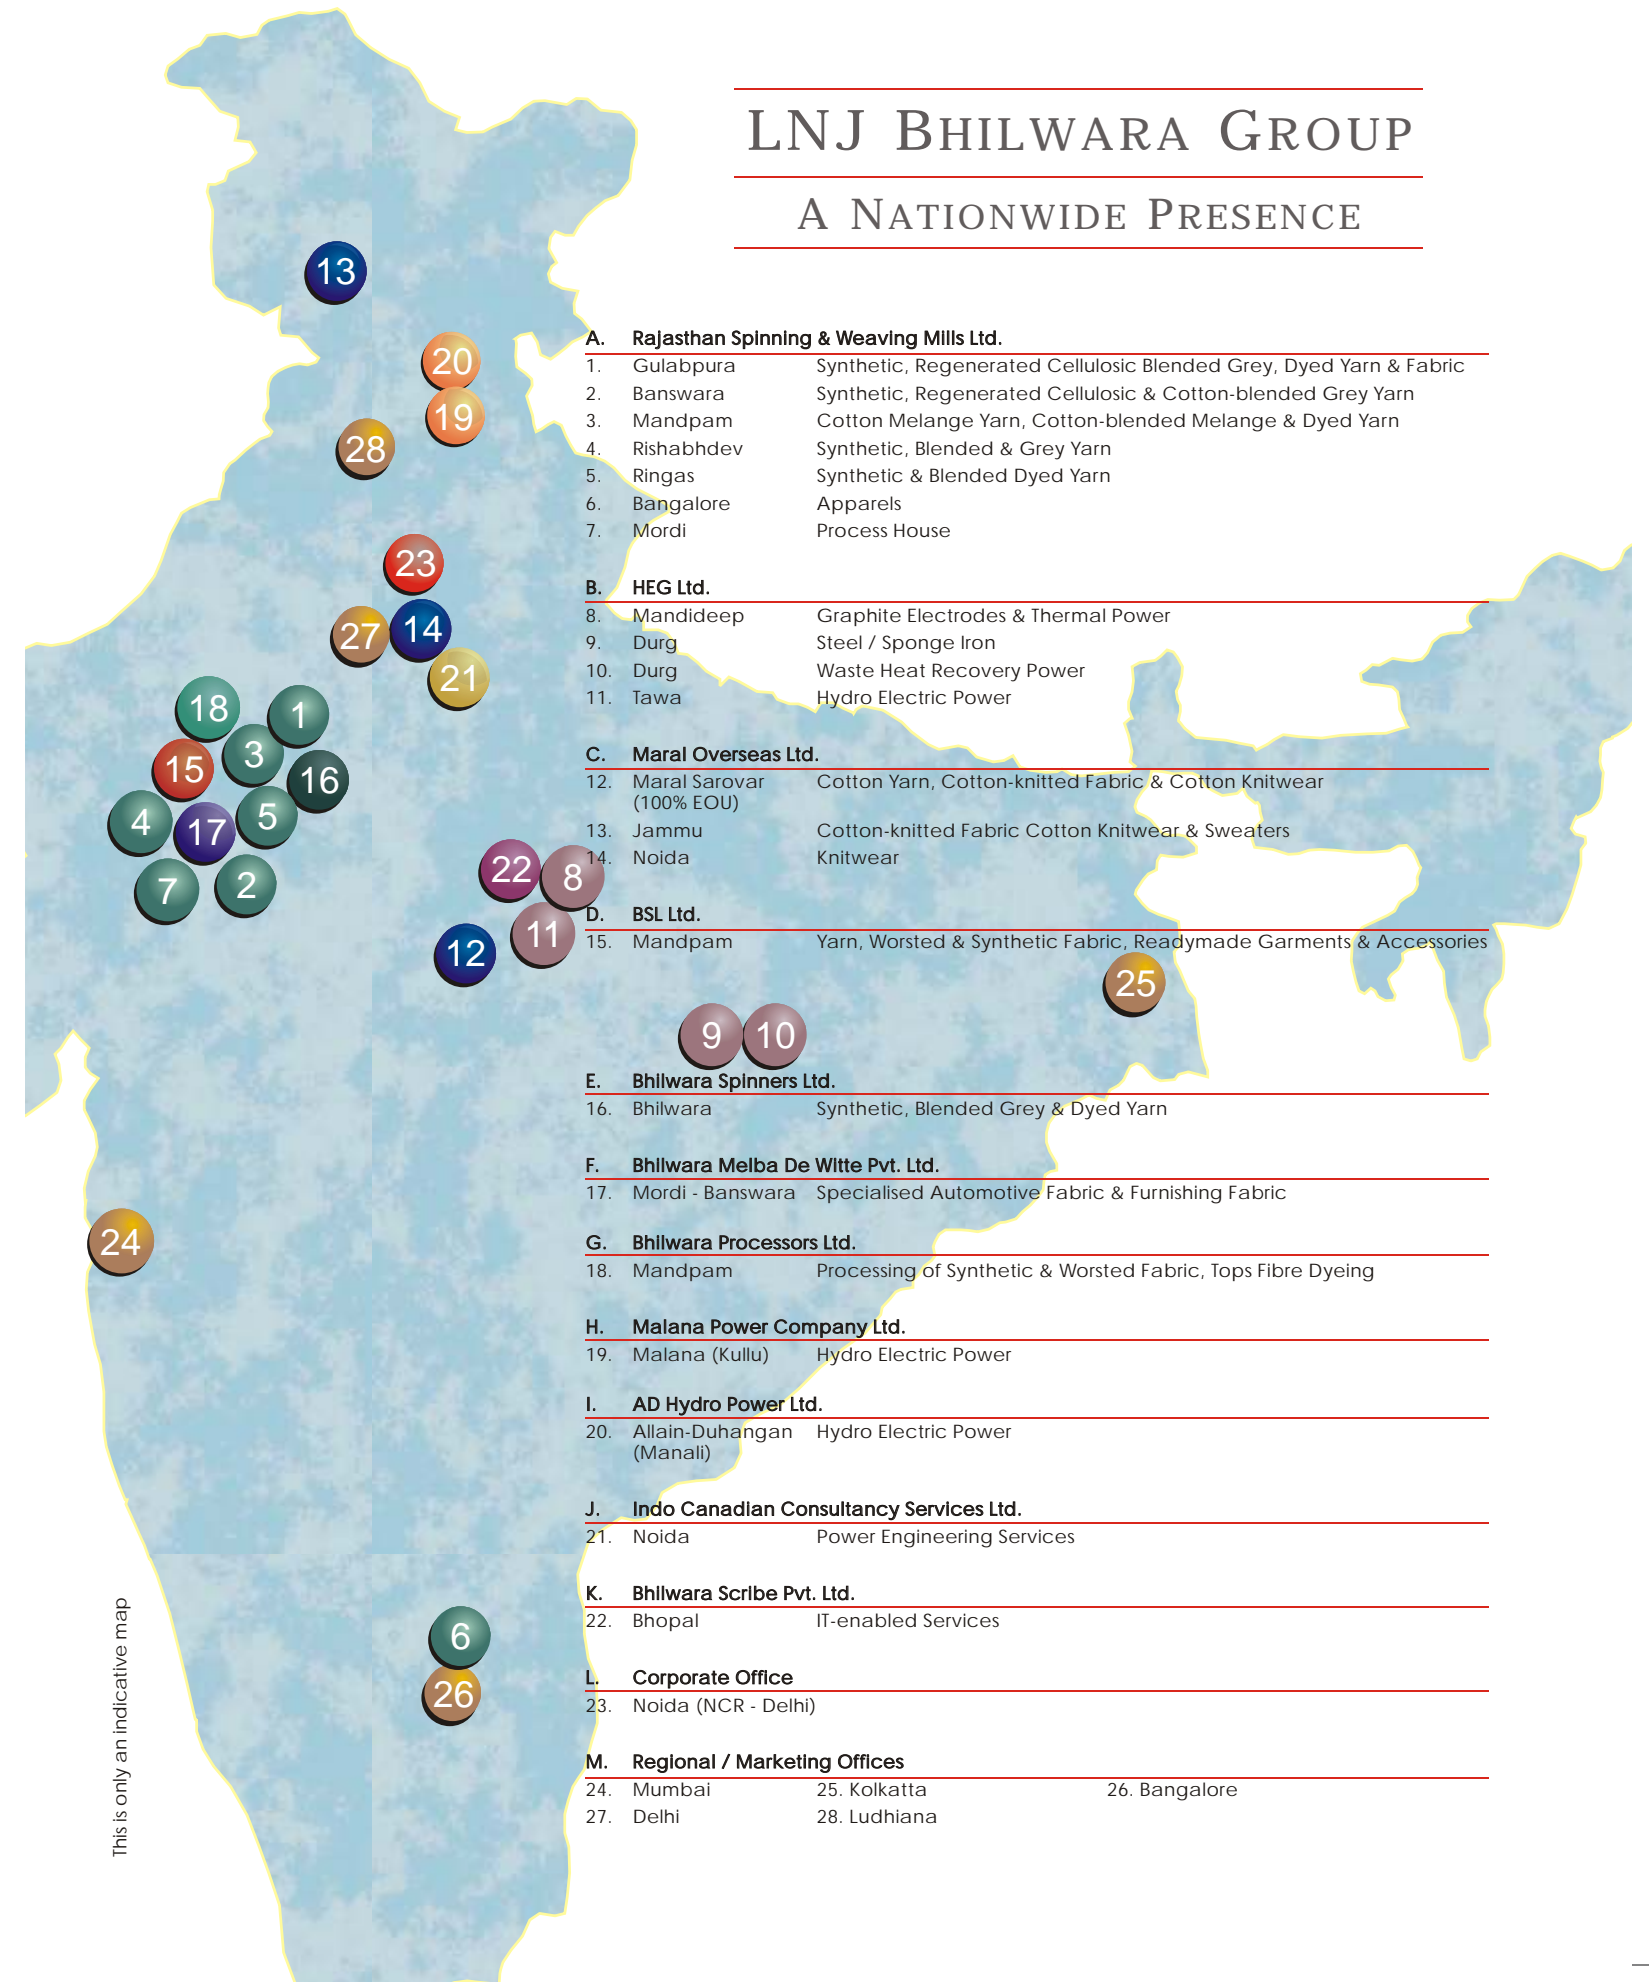 LNJ BHILWARA GROUP
A NATIONWIDE PRESENCE
A. Rajasthan Spinning & Weaving Mills Ltd.
1. Gulabpura Synthetic, Regenerated Cellulosic Blended Grey, Dyed Yarn & Fabric
2. Banswara Synthetic, Regenerated Cellulosic & Cotton-blended Grey Yarn
3. Mandpam Cotton Melange Yarn, Cotton-blended Melange & Dyed Yarn
4. Rishabhdev Synthetic, Blended & Grey Yarn
5. Ringas Synthetic & Blended Dyed Yarn
6. Bangalore Apparels
7. Mordi Process House
B. HEG Ltd.
8. Mandideep Graphite Electrodes & Thermal Power
9. Durg Steel / Sponge Iron
10. Durg Waste Heat Recovery Power
11. Tawa Hydro Electric Power
C. Maral Overseas Ltd.
12. Maral Sarovar Cotton Yarn, Cotton-knitted Fabric & Cotton Knitwear
(100% EOU)
13. Jammu Cotton-knitted Fabric Cotton Knitwear & Sweaters
14. Noida Knitwear
D. BSL Ltd.
15. Mandpam Yarn, Worsted & Synthetic Fabric, Readymade Garments & Accessories
E. Bhilwara Spinners Ltd.
16. Bhilwara Synthetic, Blended Grey & Dyed Yarn
F. Bhilwara Melba De Witte Pvt. Ltd.
17. Mordi - Banswara Specialised Automotive Fabric & Furnishing Fabric
G. Bhilwara Processors Ltd.
18. Mandpam Processing of Synthetic & Worsted Fabric, Tops Fibre Dyeing
H. Malana Power Company Ltd.
19. Malana (Kullu) Hydro Electric Power
I. AD Hydro Power Ltd.
20. Allain-Duhangan Hydro Electric Power
(Manali)
J. Indo Canadian Consultancy Services Ltd.
21. Noida Power Engineering Services
K. Bhilwara Scribe Pvt. Ltd.
22. Bhopal IT-enabled Services
L. Corporate Office
23. Noida (NCR - Delhi)
M. Regional / Marketing Offices
24. Mumbai 25. Kolkatta 26. Bangalore
27. Delhi 28. Ludhiana
13
20
19
28
23
27
14
21
18
1
3
15
16
4
17
5
7
2
22
8
11
12
25
9
10
24
6
26
This is only an indicative map